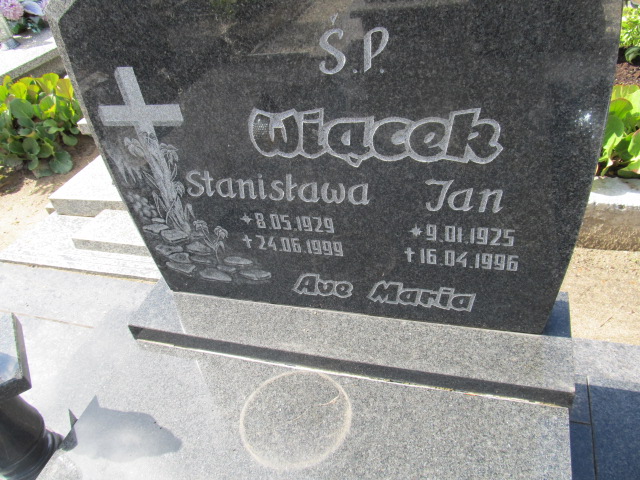 Ś.P.
Wiącek
Stanisława Jan
* 8.05.1929 * 9.01.1925
+ 24.06.1999 + 16.04.1996
Ave Maria